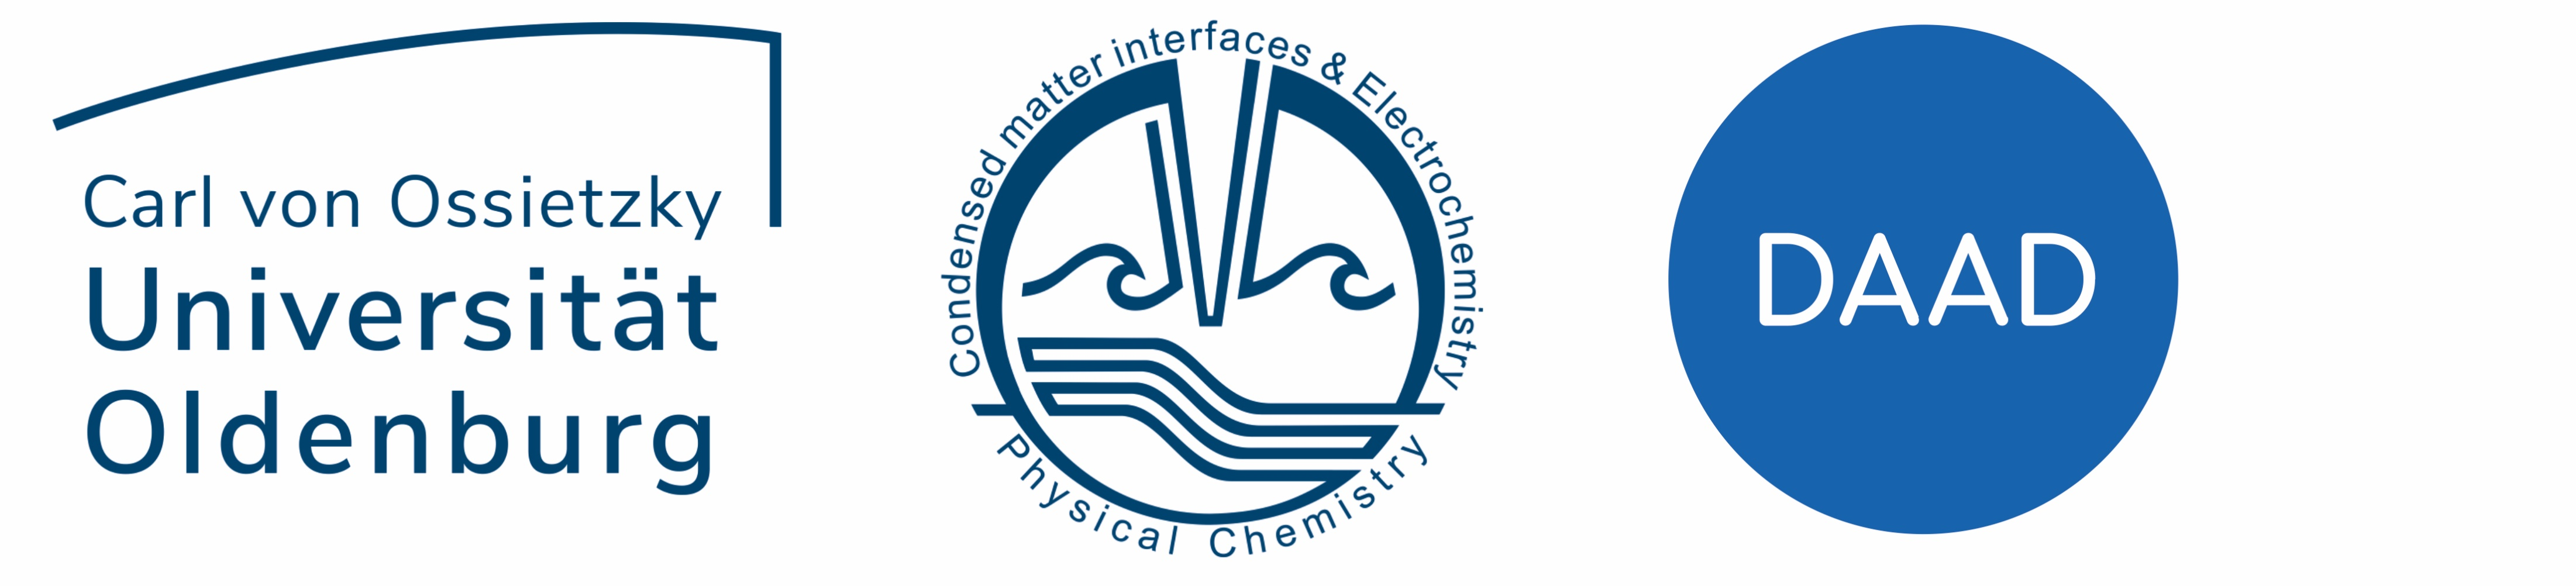 Carl von Ossietzky
Universität
Oldenburg
Condensed matter interfaces & Electrochemistry
Physical Chemistry
DAAD